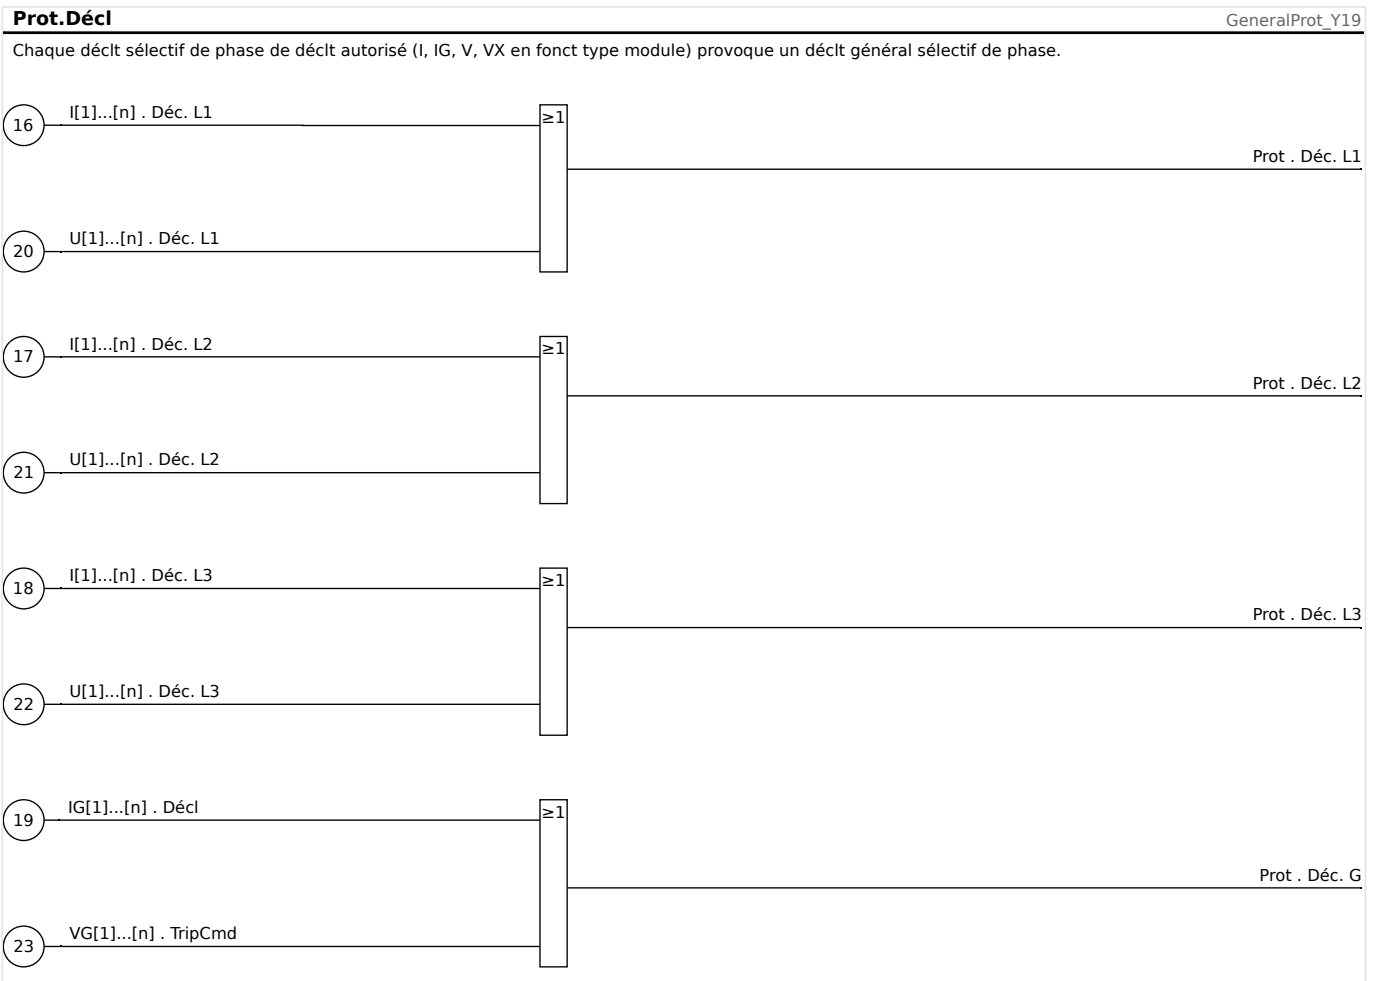 Prot.Décl
GeneralProt_Y19
Chaque déclt sélectif de phase de déclt autorisé (I, IG, V, VX en fonct type module) provoque un déclt général sélectif de phase.
16
I[1]...[n] . Déc. L1
≥1
Prot . Déc. L1
20
U[1]...[n] . Déc. L1
17
I[1]...[n] . Déc. L2
≥1
Prot . Déc. L2
21
U[1]...[n] . Déc. L2
18
I[1]...[n] . Déc. L3
≥1
Prot . Déc. L3
22
U[1]...[n] . Déc. L3
19
IG[1]...[n] . Décl
≥1
Prot . Déc. G
23
VG[1]...[n] . TripCmd